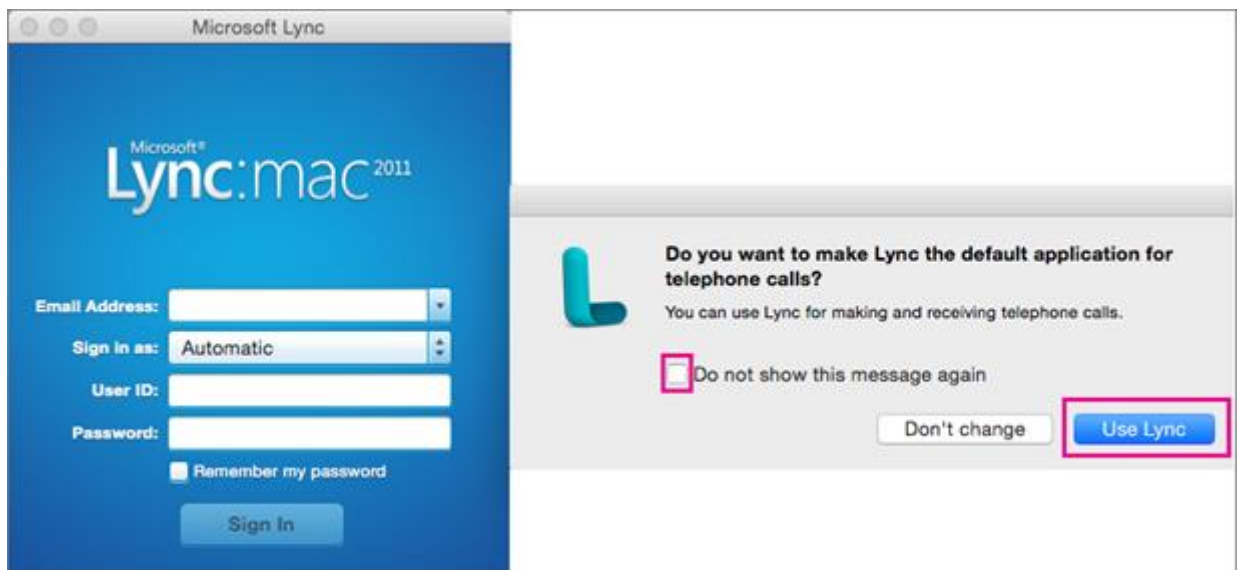 Microsoft Lync
Microsoft®
Lync:mac 2011
Email Address:
Sign in as: Automatic
User ID:
Password:
Remember my password
Sign In
Do you want to make Lync the default application for
telephone calls?
You can use Lync for making and receiving telephone calls.
Do not show this message again
Don't change Use Lync